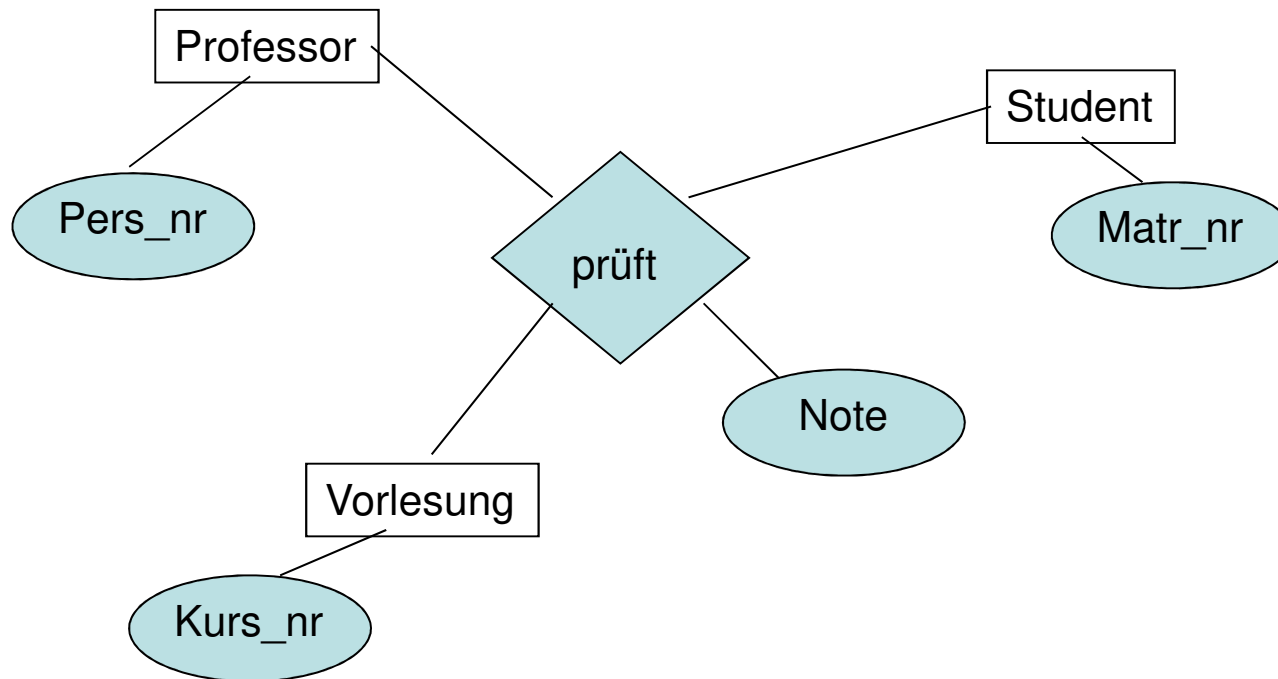 Professor
Student
Pers_nr
Matr_nr
prüft
Note
Vorlesung
Kurs_nr